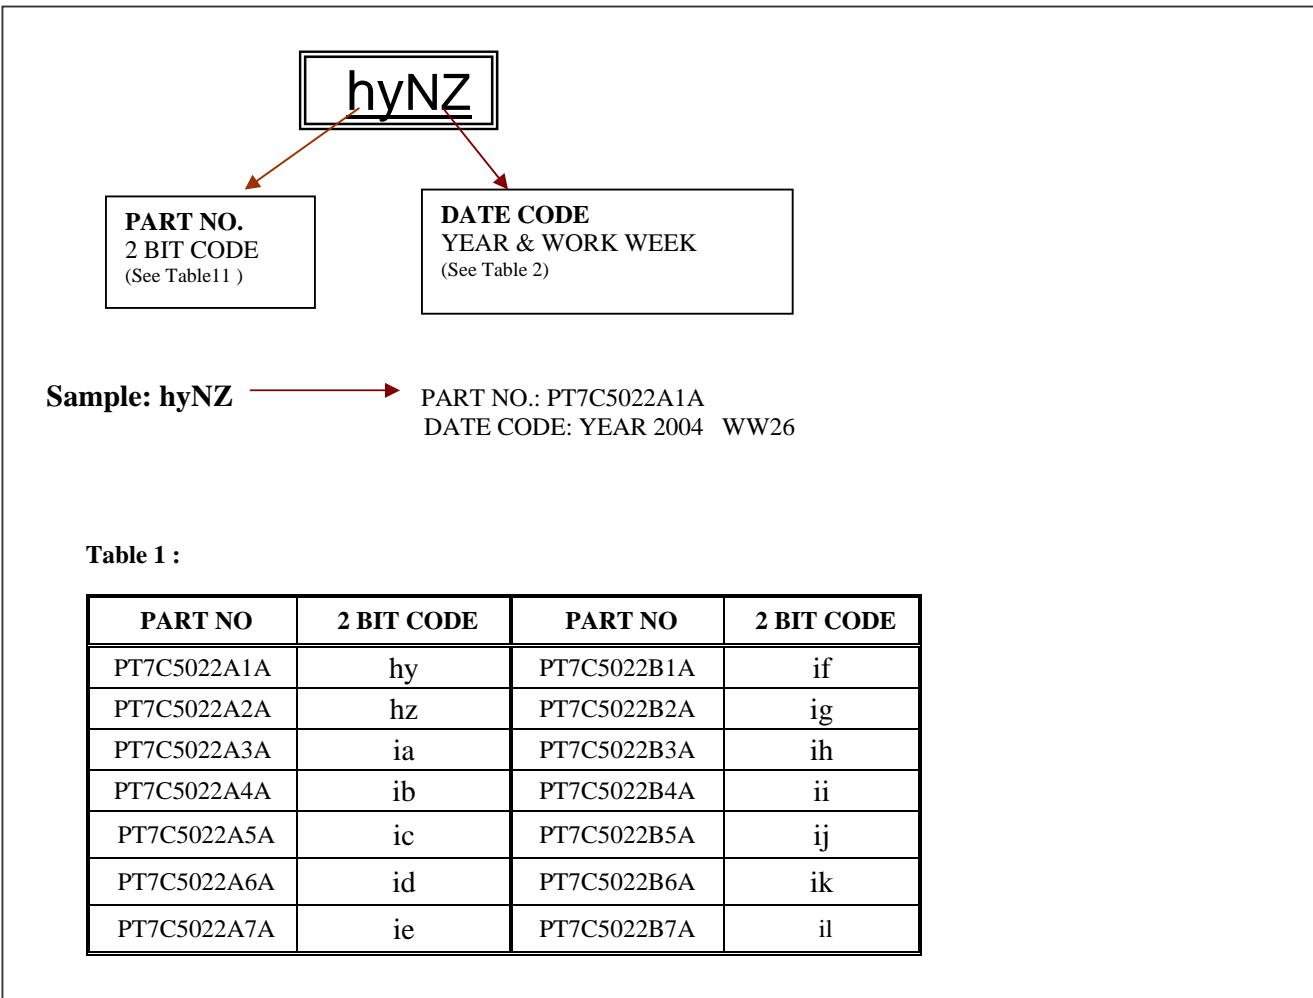 hyNZ
PART NO.
2 BIT CODE
(See Table11 )
DATE CODE
YEAR & WORK WEEK
(See Table 2)
Sample: hyNZ
PART NO.: PT7C5022A1A
DATE CODE: YEAR 2004 WW26
Table 1 :
PART NO 2 BIT CODE PART NO 2 BIT CODE
PT7C5022A1A hy PT7C5022B1A if
PT7C5022A2A hz PT7C5022B2A ig
PT7C5022A3A ia PT7C5022B3A ih
PT7C5022A4A ib PT7C5022B4A ii
PT7C5022A5A ic PT7C5022B5A ij
PT7C5022A6A id PT7C5022B6A ik
PT7C5022A7A ie PT7C5022B7A il